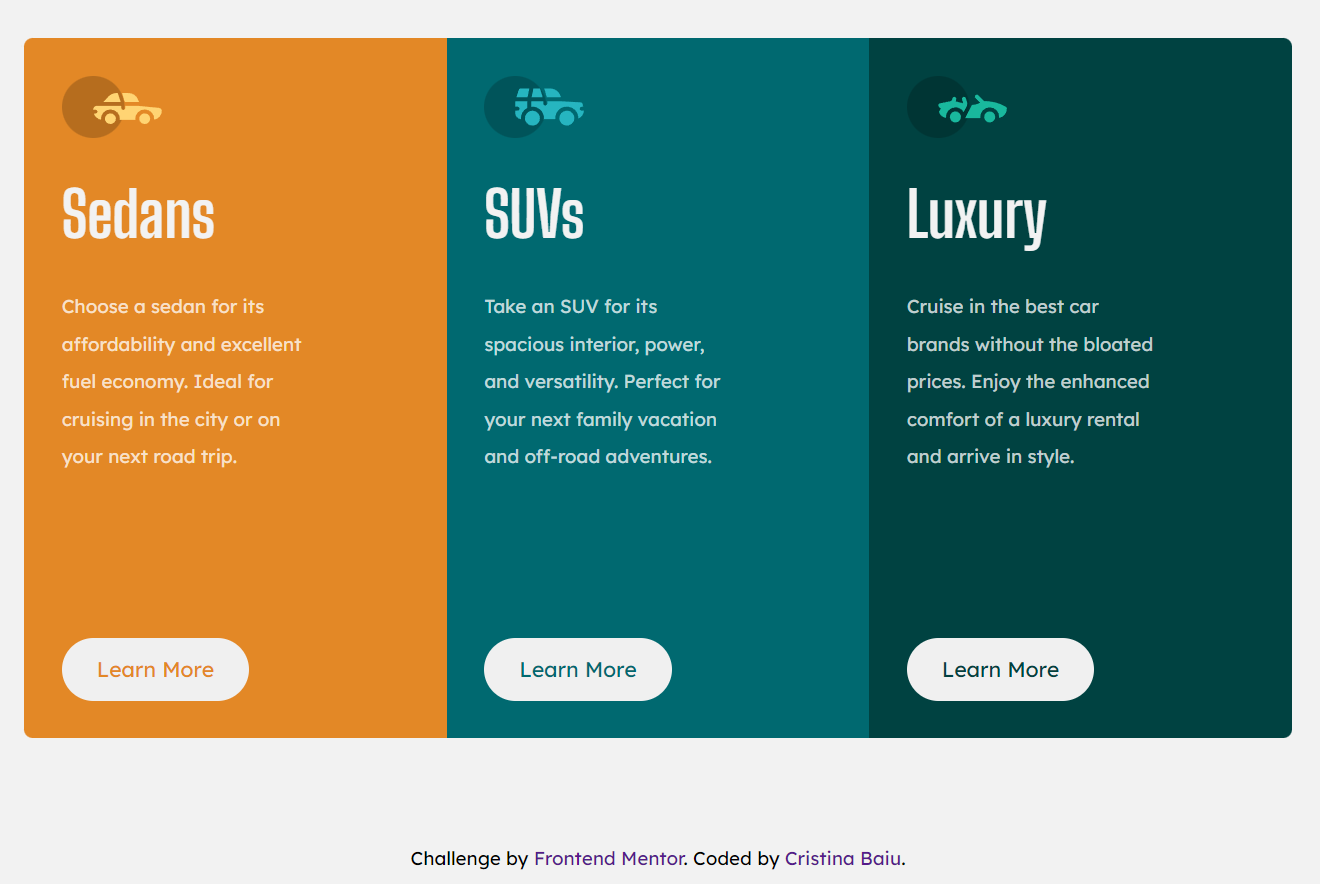 Sedans
Choose a sedan for its
affordability and excellent
fuel economy. Ideal for
cruising in the city or on
your next road trip.
Learn More
SUVs
Take an SUV for its
spacious interior, power,
and versatility. Perfect for
your next family vacation
and off-road adventures.
Learn More
Luxury
Cruise in the best car
brands without the bloated
prices. Enjoy the enhanced
comfort of a luxury rental
and arrive in style.
Learn More
Challenge by Frontend Mentor. Coded by Cristina Baiu.